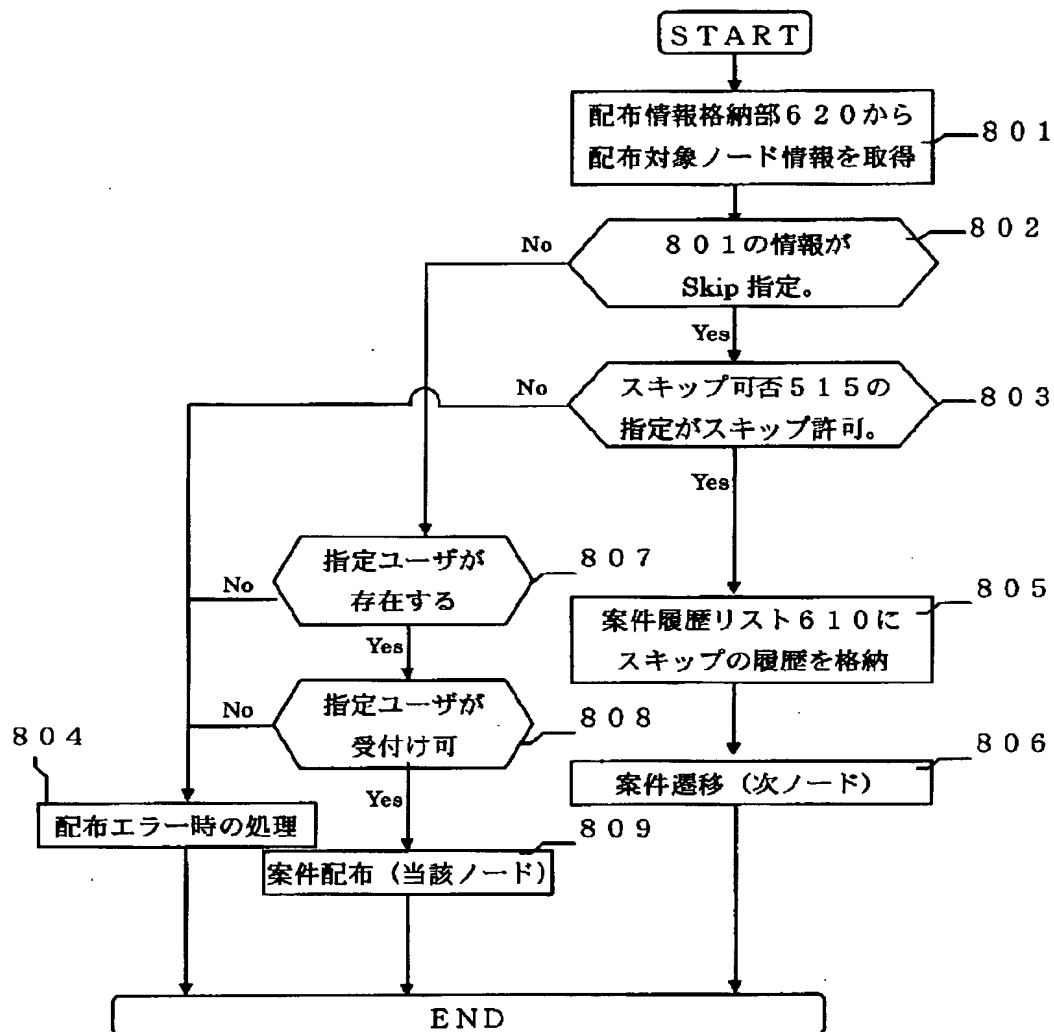 START
配布情報格納部620から
配布対象ノード情報を取得
801
801の情報が
Skip 指定。
802
No
Yes
スキップ可否515の
指定がスキップ許可。
803
No
Yes
指定ユーザが
存在する
807
No
Yes
案件履歴リスト610に
スキップの履歴を格納
805
指定ユーザが
受付け可
808
No
Yes
804
配布エラー時の処理
案件遷移（次ノード）
806
809
案件配布（当該ノード）
END